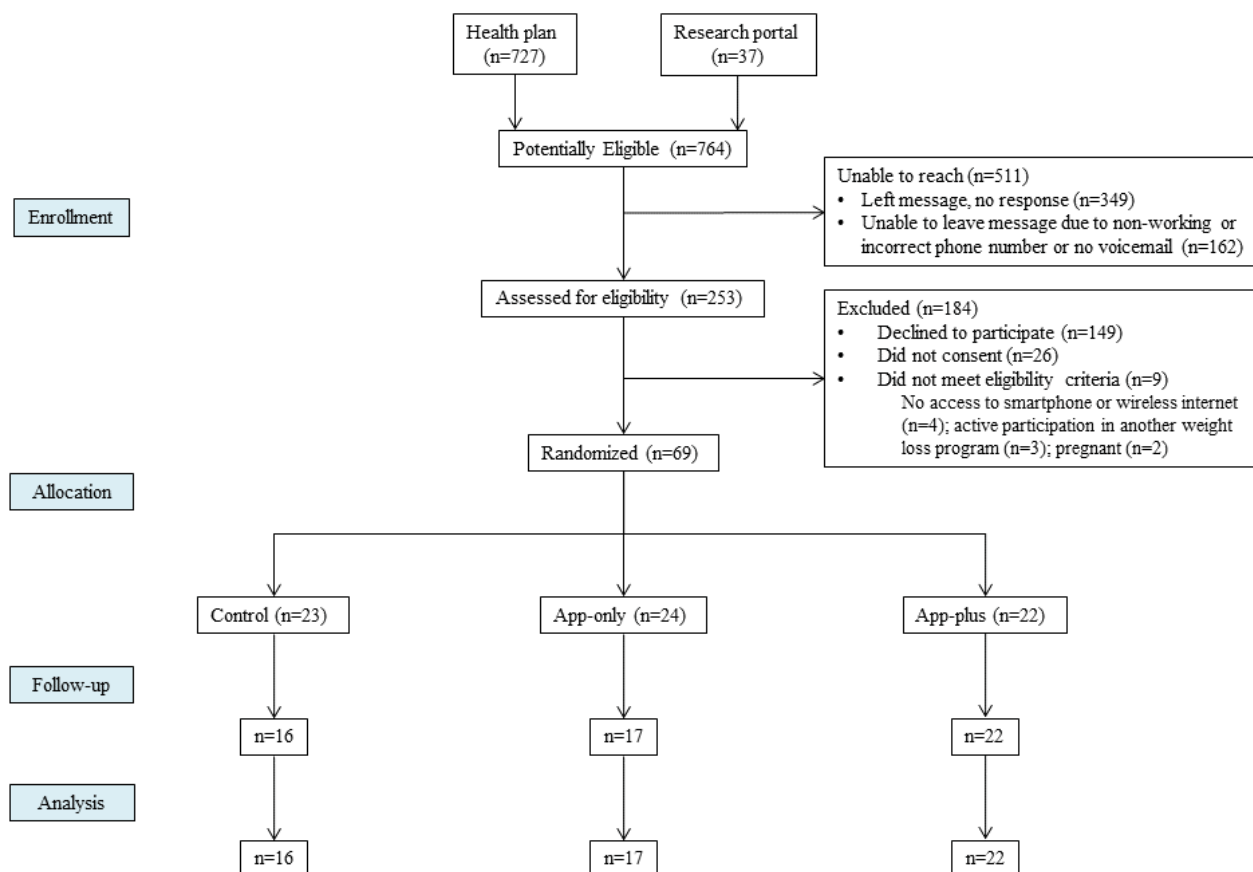 Health plan
(n=727)
Research portal
(n=37)
Potentially Eligible (n=764)
Unable to reach (n=511)
• Left message, no response (n=349)
• Unable to leave message due to non-working or
incorrect phone number or no voicemail (n=162)
Enrollment
Assessed for eligibility (n=253)
Excluded (n=184)
• Declined to participate (n=149)
• Did not consent (n=26)
• Did not meet eligibility criteria (n=9)
No access to smartphone or wireless internet
(n=4); active participation in another weight
loss program (n=3); pregnant (n=2)
Randomized (n=69)
Allocation
Control (n=23)
App-only (n=24)
App-plus (n=22)
Follow-up
n=16
n=17
n=22
Analysis
n=16
n=17
n=22